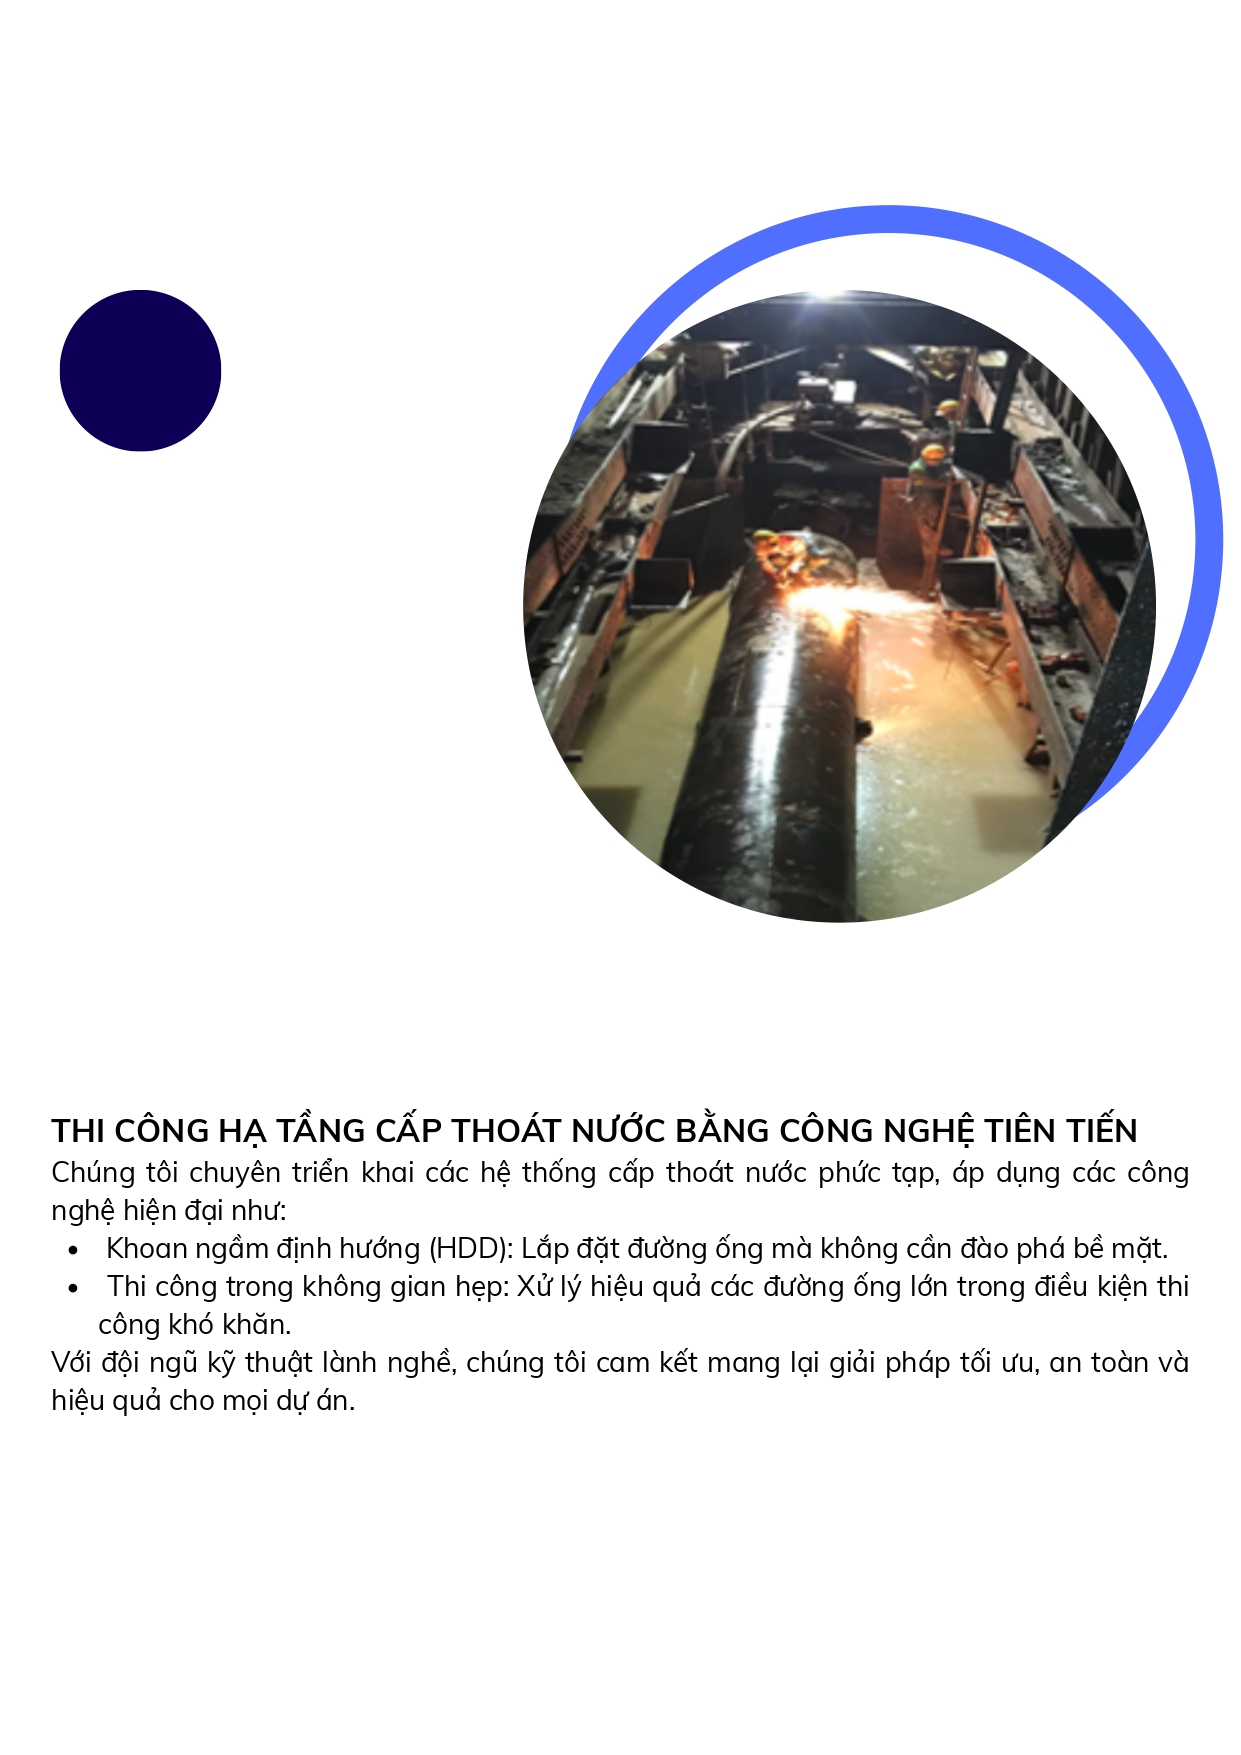 THI CÔNG HẠ TẦNG CẤP THOÁT NƯỚC BẰNG CÔNG NGHỆ TIÊN TIẾN
Chúng tôi chuyên triển khai các hệ thống cấp thoát nước phức tạp, áp dụng các công
nghệ hiện đại như:
• Khoan ngầm định hướng (HDD): Lắp đặt đường ống mà không cần đào phá bề mặt.
• Thi công trong không gian hẹp: Xử lý hiệu quả các đường ống lớn trong điều kiện thi
công khó khăn.
Với đội ngũ kỹ thuật lành nghề, chúng tôi cam kết mang lại giải pháp tối ưu, an toàn và
hiệu quả cho mọi dự án.